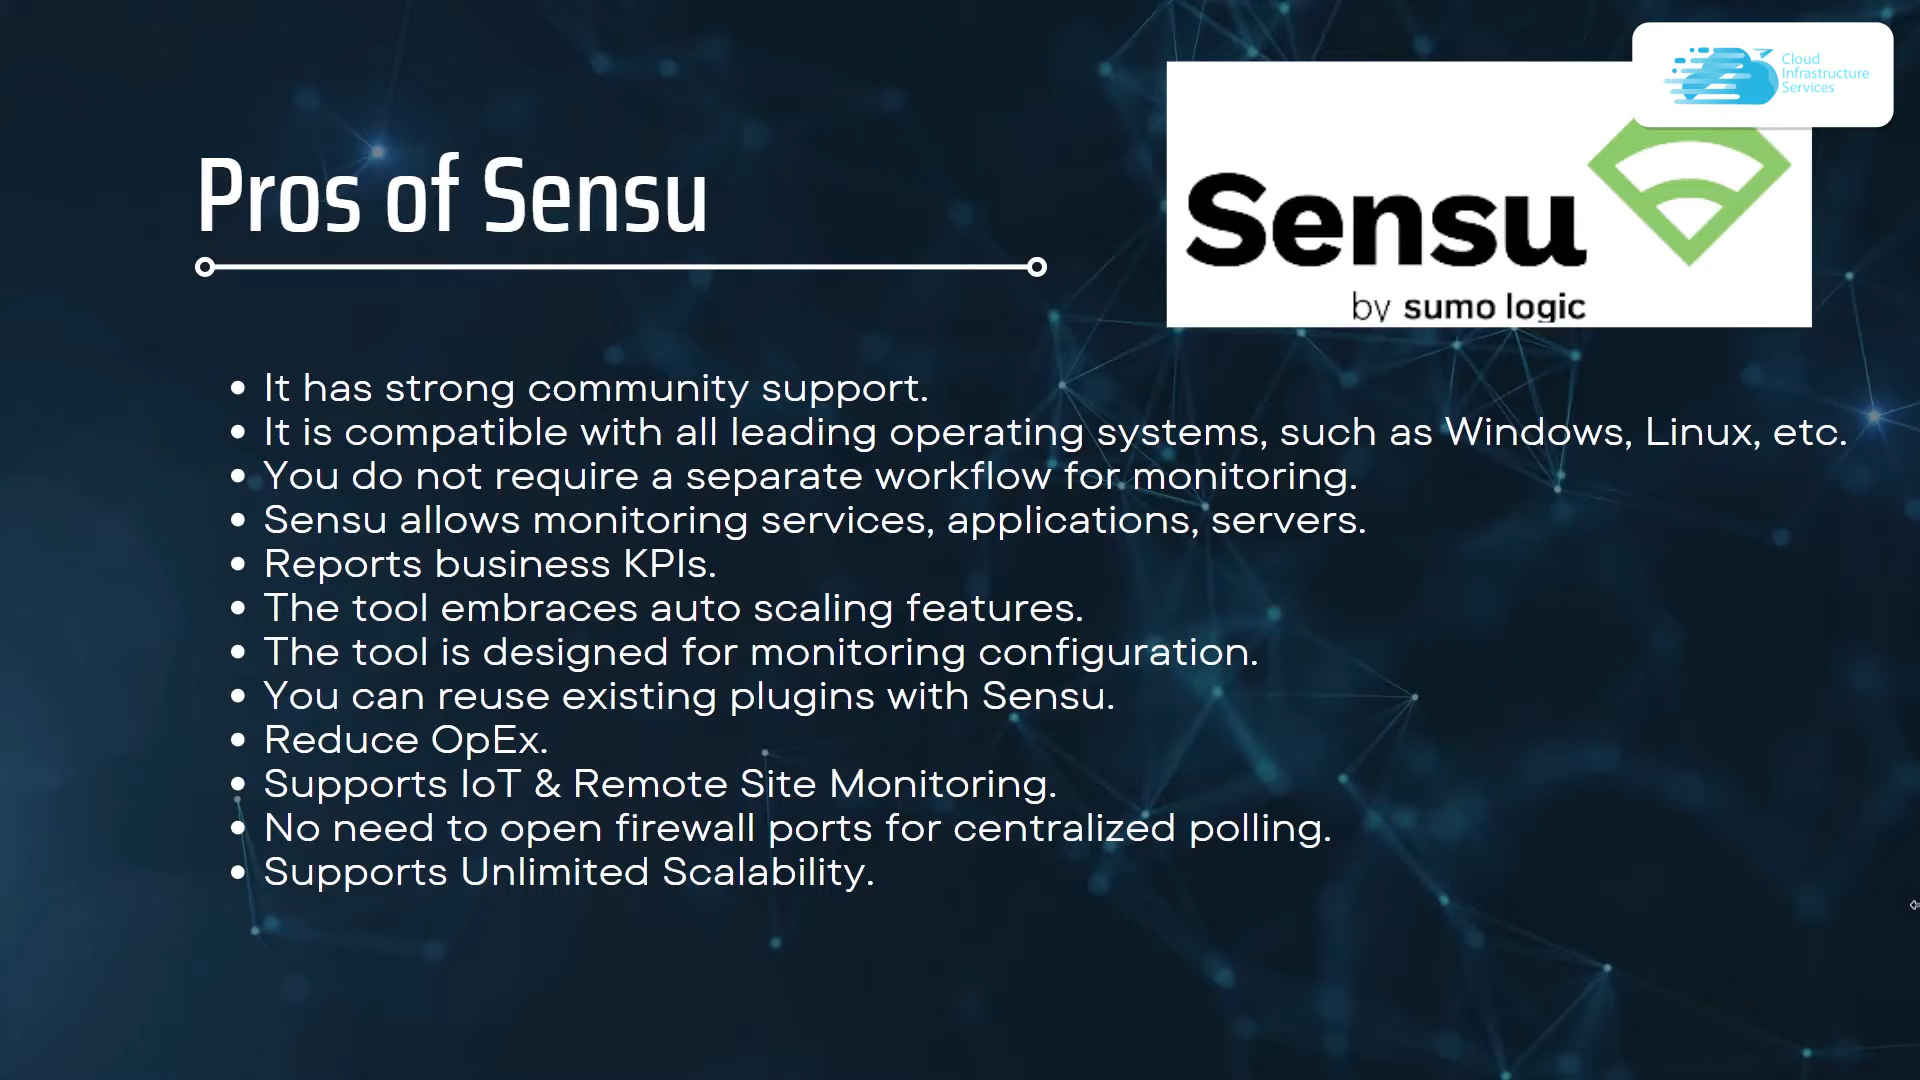 Cloud
Infrastructure
Services
Pros of Sensu
Sensu
by sumo logic
• It has strong community support.
• It is compatible with all leading operating systems, such as Windows, Linux, etc.
• You do not require a separate workflow for monitoring.
• Sensu allows monitoring services, applications, servers.
• Reports business KPIs.
• The tool embraces auto scaling features.
• The tool is designed for monitoring configuration.
• You can reuse existing plugins with Sensu.
• Reduce OpEx.
• Supports IoT & Remote Site Monitoring.
• No need to open firewall ports for centralized polling.
• Supports Unlimited Scalability.